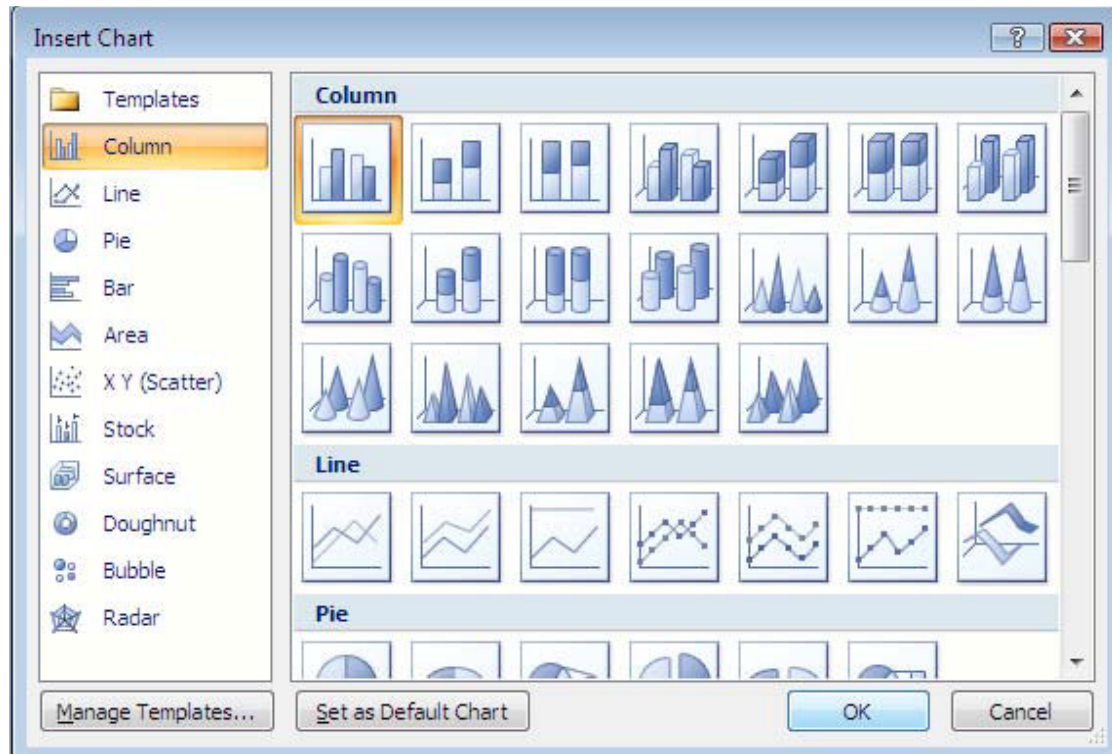 Insert Chart
Templates
Column
Line
Pie
Bar
Area
X Y (Scatter)
Stock
Surface
Doughnut
Bubble
Radar
Column
Line
Pie
Manage Templates...
Set as Default Chart
OK
Cancel